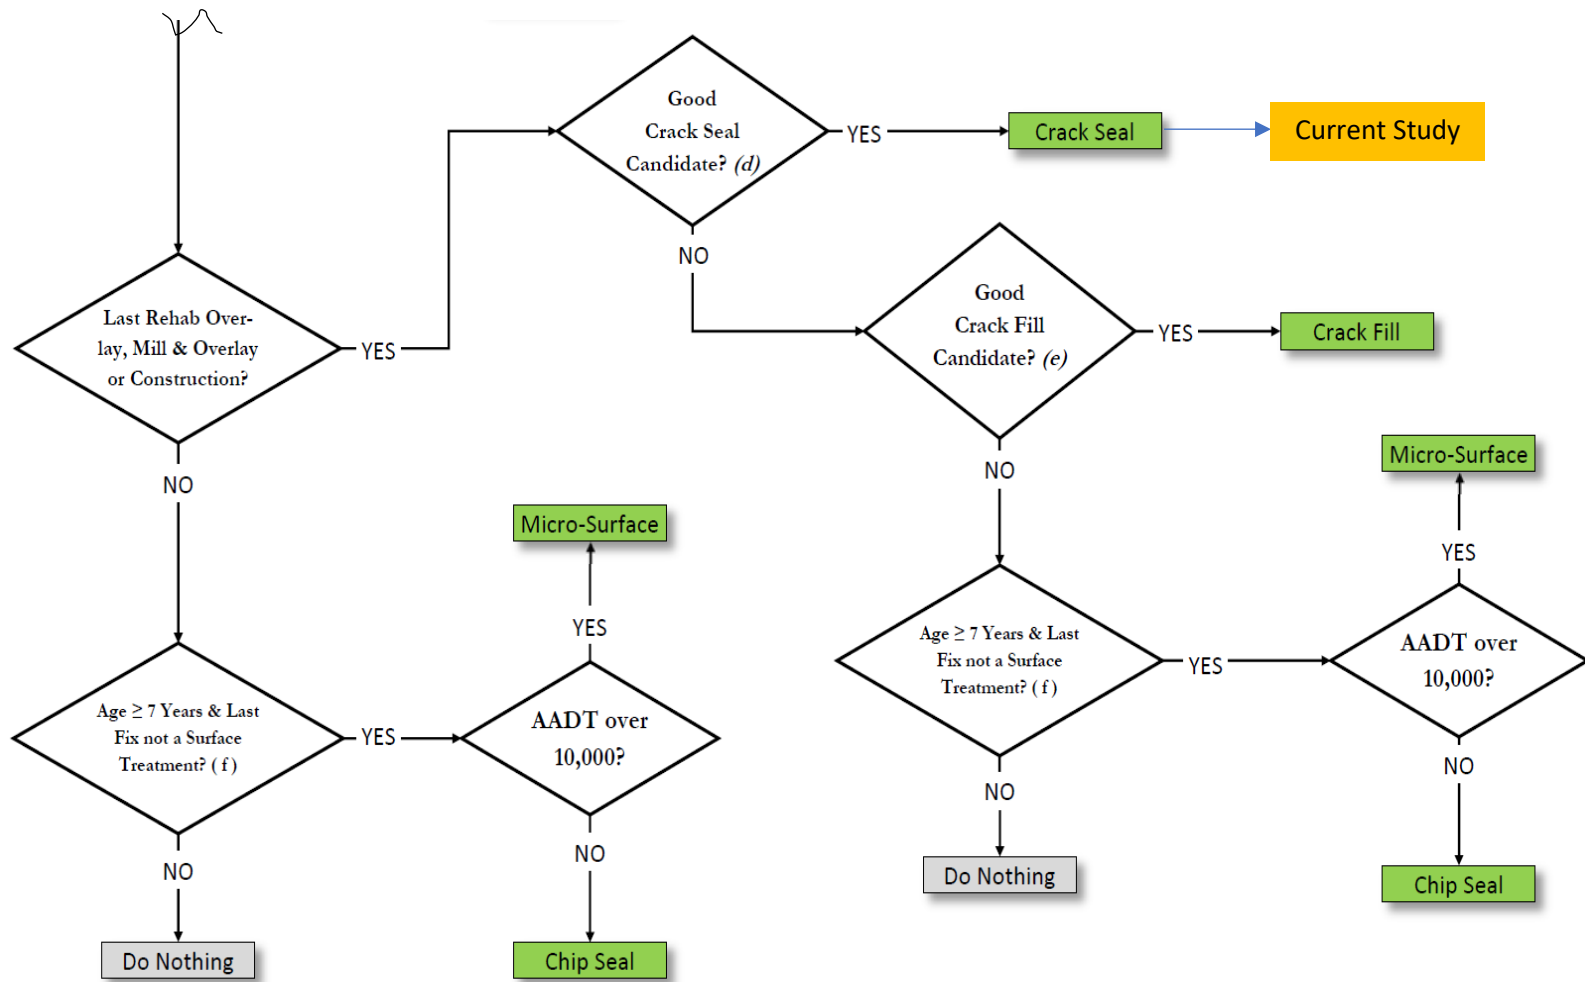 Good
Crack Seal
Candidate? (d)
YES
Crack Seal
Current Study
NO
Last Rehab Over-
lay, Mill & Overlay
or Construction?
YES
Good
Crack Fill
Candidate? (e)
YES
Crack Fill
NO
NO
Micro-Surface
YES
Age ≥ 7 Years & Last
Fix not a Surface
Treatment? ( f )
YES
AADT over
10,000?
NO
Chip Seal
NO
Do Nothing
Micro-Surface
YES
Age ≥ 7 Years & Last
Fix not a Surface
Treatment? ( f )
YES
AADT over
10,000?
NO
Chip Seal
NO
Do Nothing